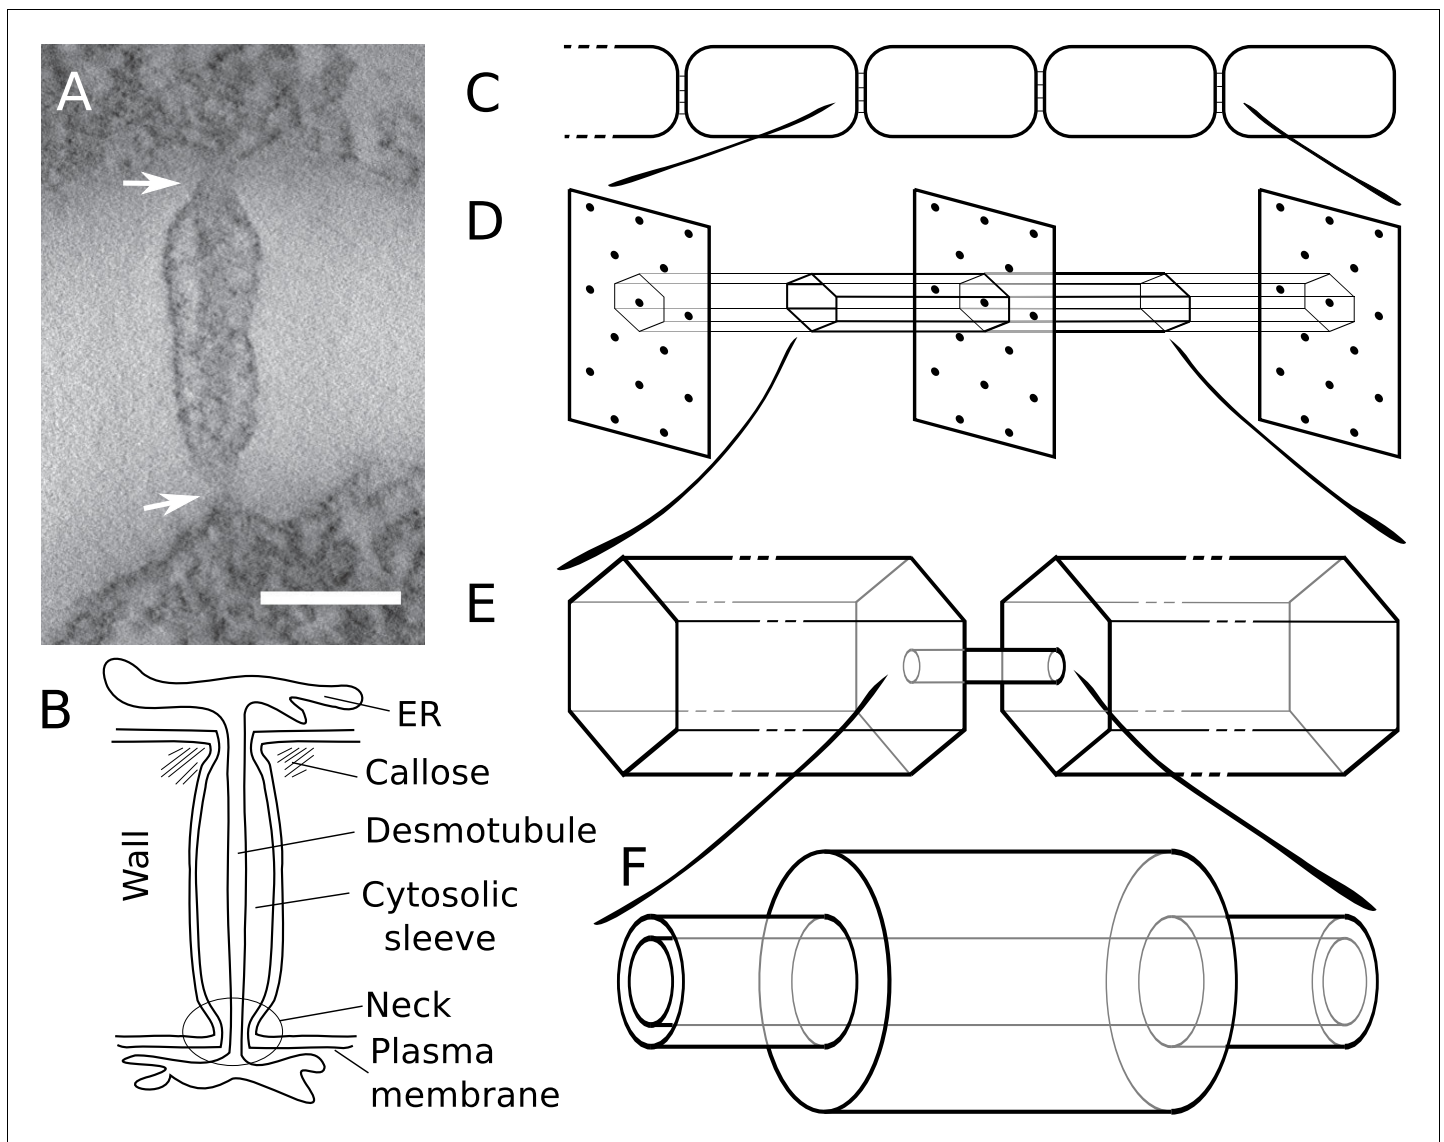 A
B
ER
Callose
Desmotubule
Wall
Cytosolic
sleeve
Neck
Plasma
membrane
C
D
E
F